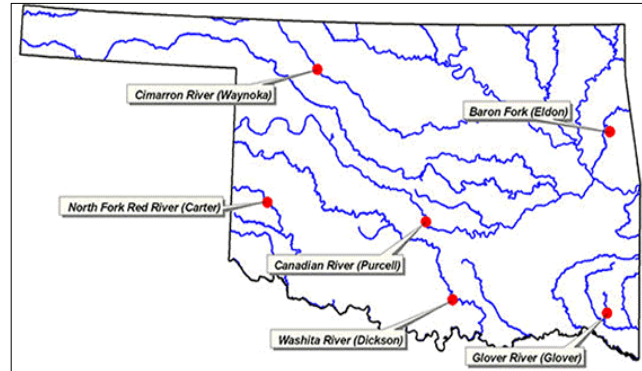 Cimarron River (Waynoka)
Baron Fork (Eldon)
North Fork Red River (Carter)
Canadian River (Purcell)
Washita River (Dickson)
Glover River (Glover)